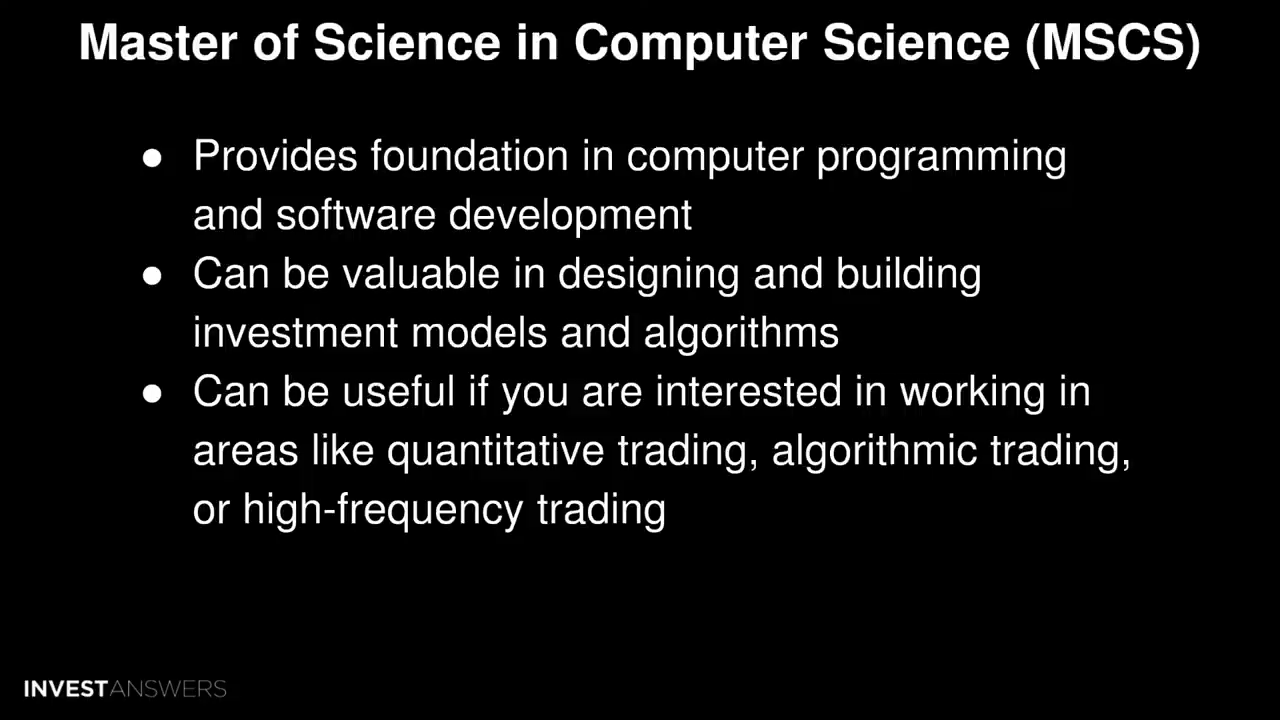 Master of Science in Computer Science (MSCS)
● Provides foundation in computer programming
and software development
● Can be valuable in designing and building
investment models and algorithms
● Can be useful if you are interested in working in
areas like quantitative trading, algorithmic trading,
or high-frequency trading
INVESTANSWERS